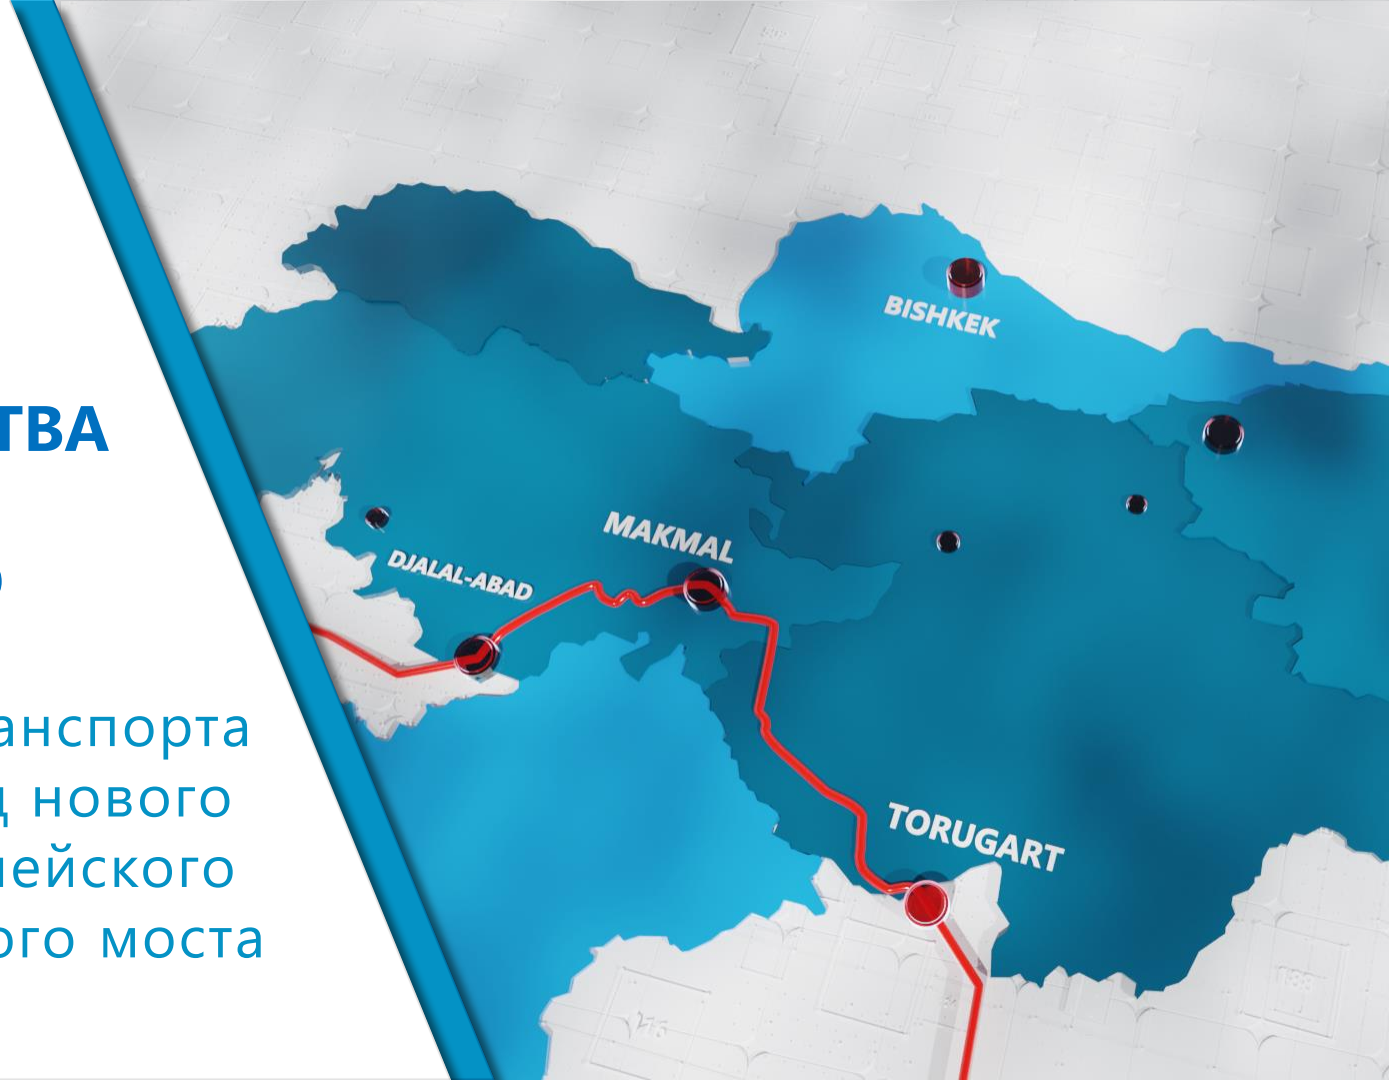 ТВА
анспорта
д нового
ейского
ого моста
BISHKEK
MAKMAL
DJALAL-ABAD
TORUGART